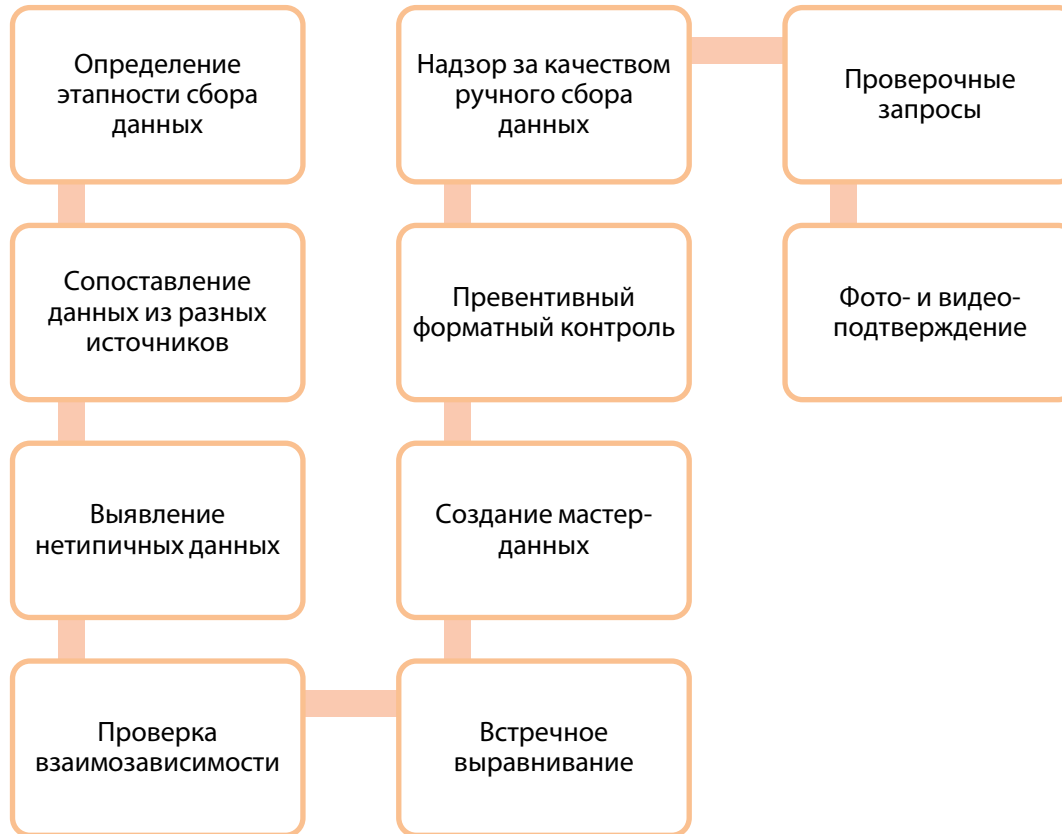 Определение
этапности сбора
данных
Сопоставление
данных из разных
источников
Выявление
нетипичных данных
Проверка
взаимозависимости
Встречное
выравнивание
Создание мастер-
данных
Превентивный
форматный контроль
Надзор за качеством
ручного сбора
данных
Проверочные
запросы
Фото- и видео-
подтверждение